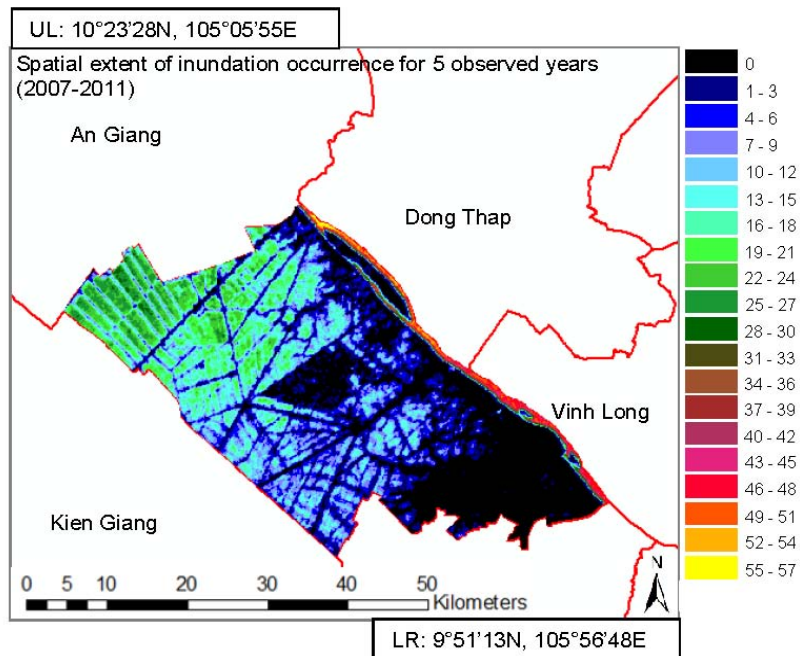 UL: 10°23'28N, 105°05'55E
Spatial extent of inundation occurrence for 5 observed years
(2007-2011)
An Giang
Dong Thap
Vinh Long
Kien Giang
0
1 - 3
4 - 6
7 - 9
10 - 12
13 - 15
16 - 18
19 - 21
22 - 24
25 - 27
28 - 30
31 - 33
34 - 36
37 - 39
40 - 42
43 - 45
46 - 48
49 - 51
52 - 54
55 - 57
0 5 10 20 30 40 50
Kilometers
N
LR: 9°51'13N, 105°56'48E